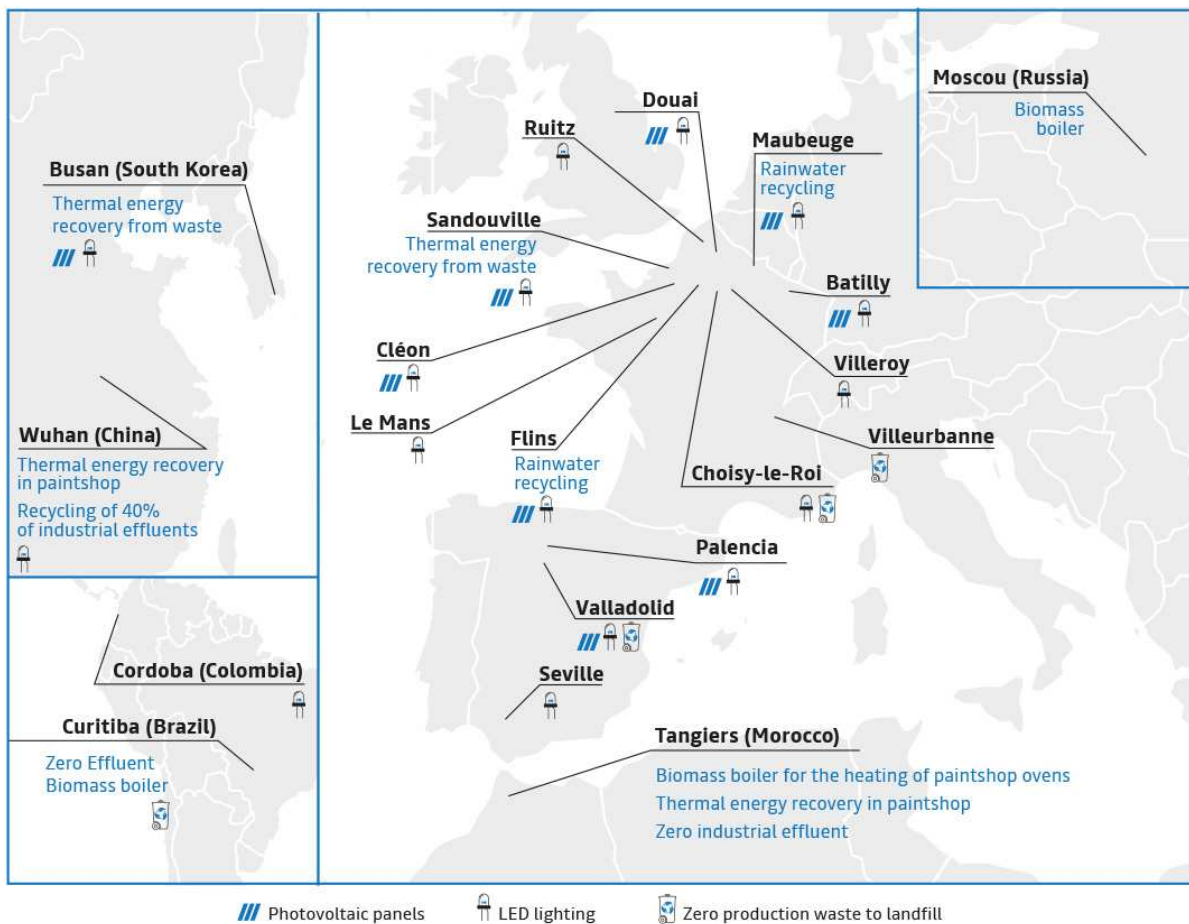 Busan (South Korea)
Thermal energy
recovery from waste
Wuhan (China)
Thermal energy recovery
in paintshop
Recycling of 40%
of industrial effluents
Cordoba (Colombia)
Curitiba (Brazil)
Zero Effluent
Biomass boiler
Douai
Ruitz
Maubeuge
Rainwater
recycling
Sandouville
Thermal energy
recovery from waste
Batilly
Cléon
Villeroy
Le Mans
Flins
Rainwater
recycling
Villeurbanne
Choisy-le-Roi
Palencia
Valladolid
Seville
Tangiers (Morocco)
Biomass boiler for the heating of paintshop ovens
Thermal energy recovery in paintshop
Zero industrial effluent
Moscou (Russia)
Biomass
boiler
Photovoltaic panels
LED lighting
Zero production waste to landfill